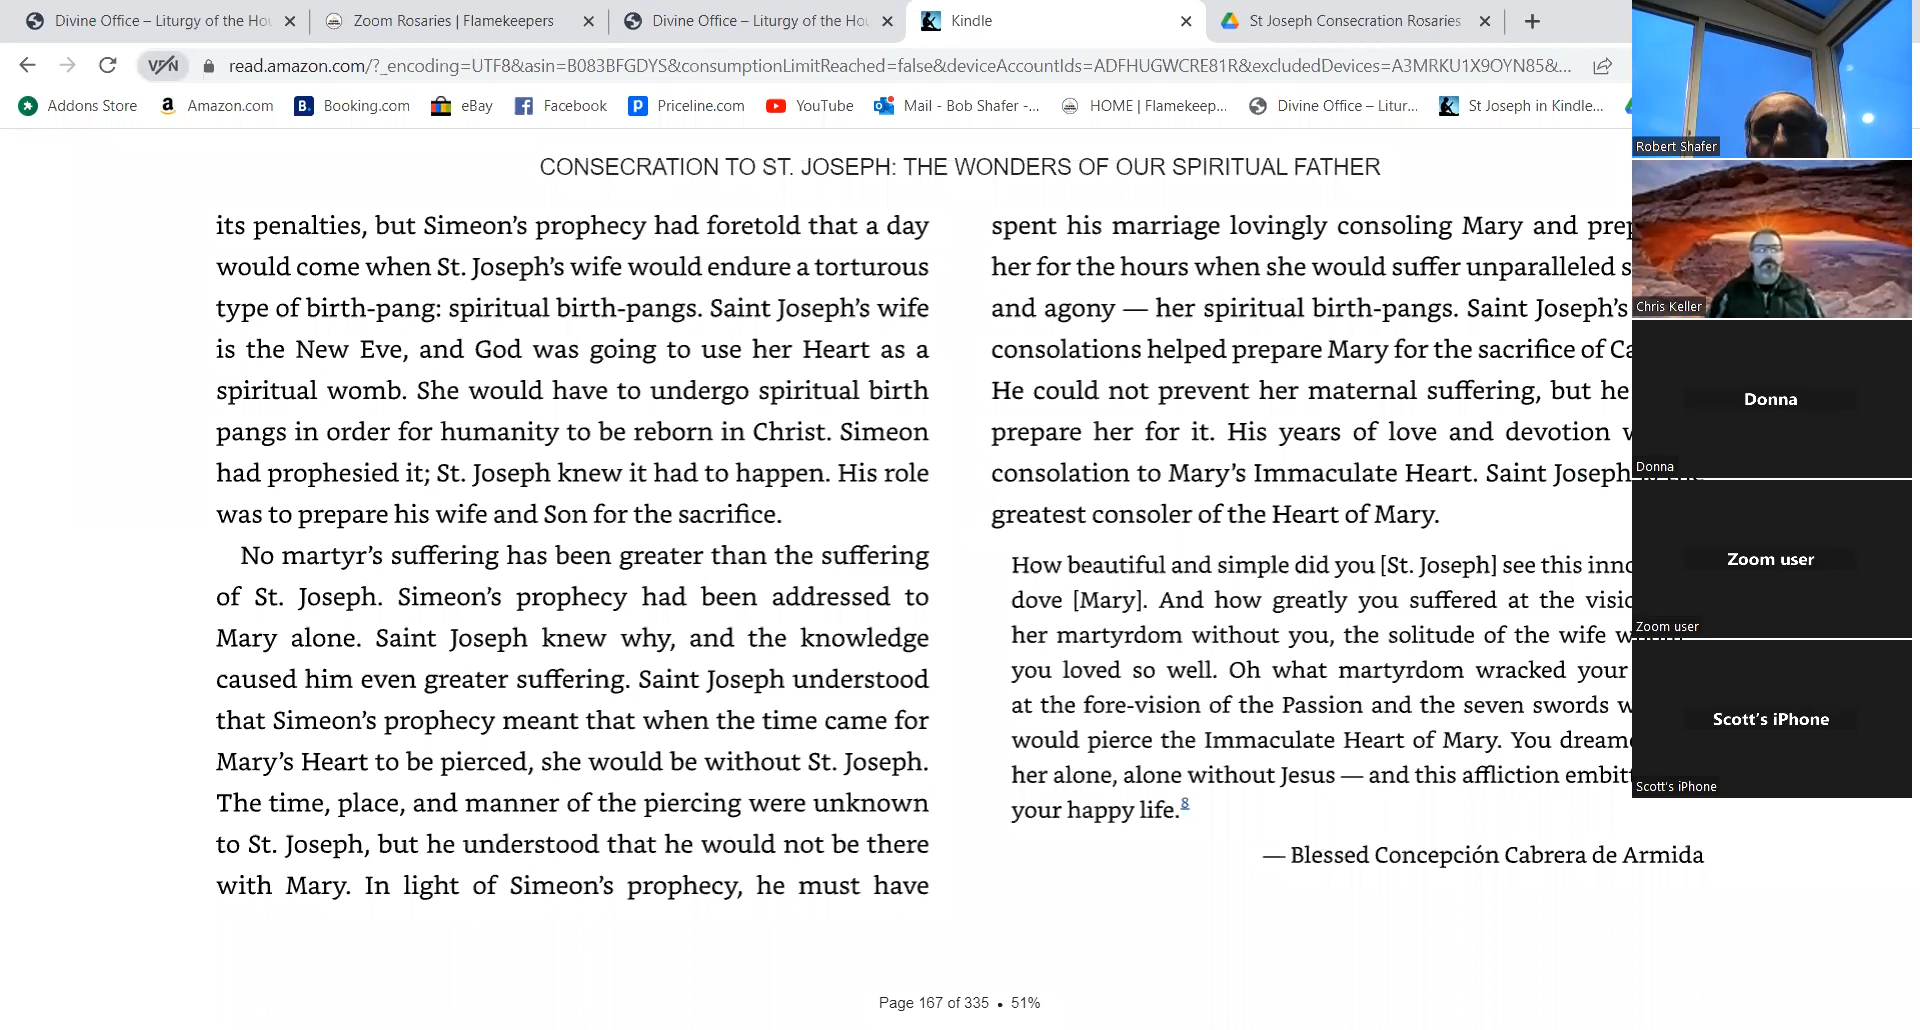 Divine Office – Liturgy of the Hou
Zoom Rosaries | Flamekeepers
Divine Office – Liturgy of the Hou
Kindle
St Joseph Consecration Rosaries
VPN
read.amazon.com/?_encoding=UTF8&asin=B083BFGDYS&consumptionLimitReached=false&deviceAccountIds=ADFHUGWCRE81R&excludedDevices=A3MRKU1X9OYN85&...
Addons Store
Amazon.com
Booking.com
eBay
Facebook
Priceline.com
YouTube
Mail - Bob Shafer -...
HOME | Flamekeep...
Divine Office – Litur...
St Joseph in Kindle...
CONSECRATION TO ST. JOSEPH: THE WONDERS OF OUR SPIRITUAL FATHER
its penalties, but Simeon’s prophecy had foretold that a day
would come when St. Joseph’s wife would endure a torturous
type of birth-pang: spiritual birth-pangs. Saint Joseph’s wife
is the New Eve, and God was going to use her Heart as a
spiritual womb. She would have to undergo spiritual birth
pangs in order for humanity to be reborn in Christ. Simeon
had prophesied it; St. Joseph knew it had to happen. His role
was to prepare his wife and Son for the sacrifice.
No martyr’s suffering has been greater than the suffering
of St. Joseph. Simeon’s prophecy had been addressed to
Mary alone. Saint Joseph knew why, and the knowledge
caused him even greater suffering. Saint Joseph understood
that Simeon’s prophecy meant that when the time came for
Mary’s Heart to be pierced, she would be without St. Joseph.
The time, place, and manner of the piercing were unknown
to St. Joseph, but he understood that he would not be there
with Mary. In light of Simeon’s prophecy, he must have
spent his marriage lovingly consoling Mary and prep
her for the hours when she would suffer unparalleled s
and agony — her spiritual birth-pangs. Saint Joseph’s
consolations helped prepare Mary for the sacrifice of Ca
He could not prevent her maternal suffering, but he
prepare her for it. His years of love and devotion w
consolation to Mary’s Immaculate Heart. Saint Joseph
greatest consoler of the Heart of Mary.
How beautiful and simple did you [St. Joseph] see this inno
dove [Mary]. And how greatly you suffered at the visio
her martyrdom without you, the solitude of the wife w
you loved so well. Oh what martyrdom wracked your
at the fore-vision of the Passion and the seven swords w
would pierce the Immaculate Heart of Mary. You dream
her alone, alone without Jesus — and this affliction embitt
your happy life.8
— Blessed Concepción Cabrera de Armida
Page 167 of 335 • 51%
Robert Shafer
Chris Keller
Donna
Donna
Zoom user
Zoom user
Scott's iPhone
Scott's iPhone